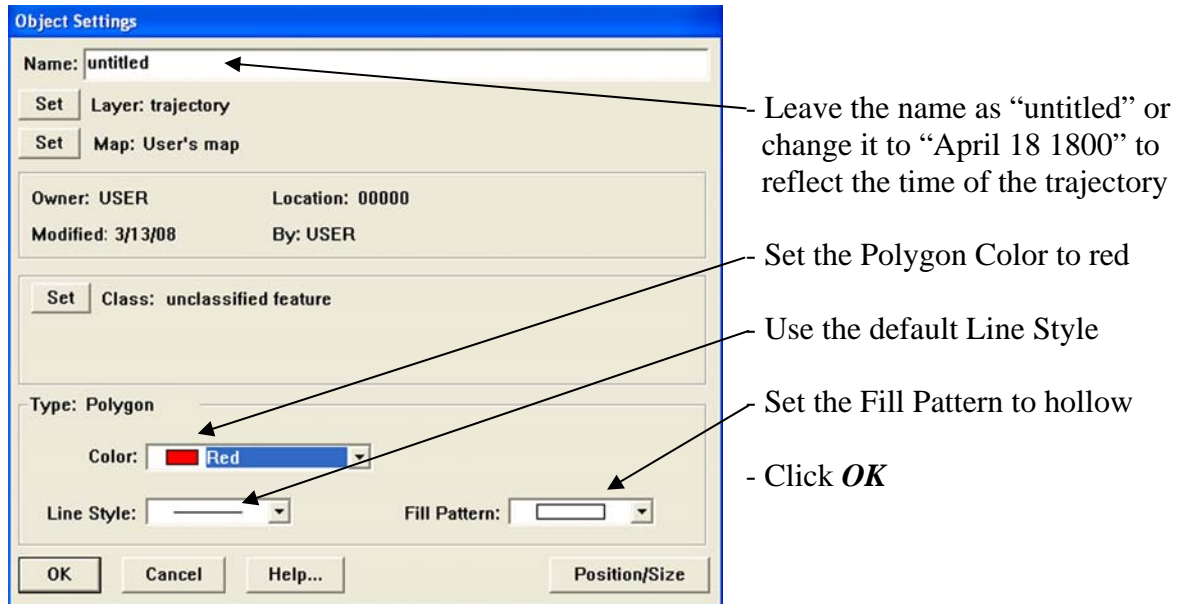 Object Settings
Name: untitled
Set Layer: trajectory
Set Map: User's map
Owner: USER Location: 00000
Modified: 3/13/08 By: USER
Set Class: unclassified feature
Type: Polygon
Color: Red
Line Style: Fill Pattern:
OK Cancel Help... Position/Size
- Leave the name as “untitled” or
change it to “April 18 1800” to
reflect the time of the trajectory
- Set the Polygon Color to red
- Use the default Line Style
- Set the Fill Pattern to hollow
- Click OK